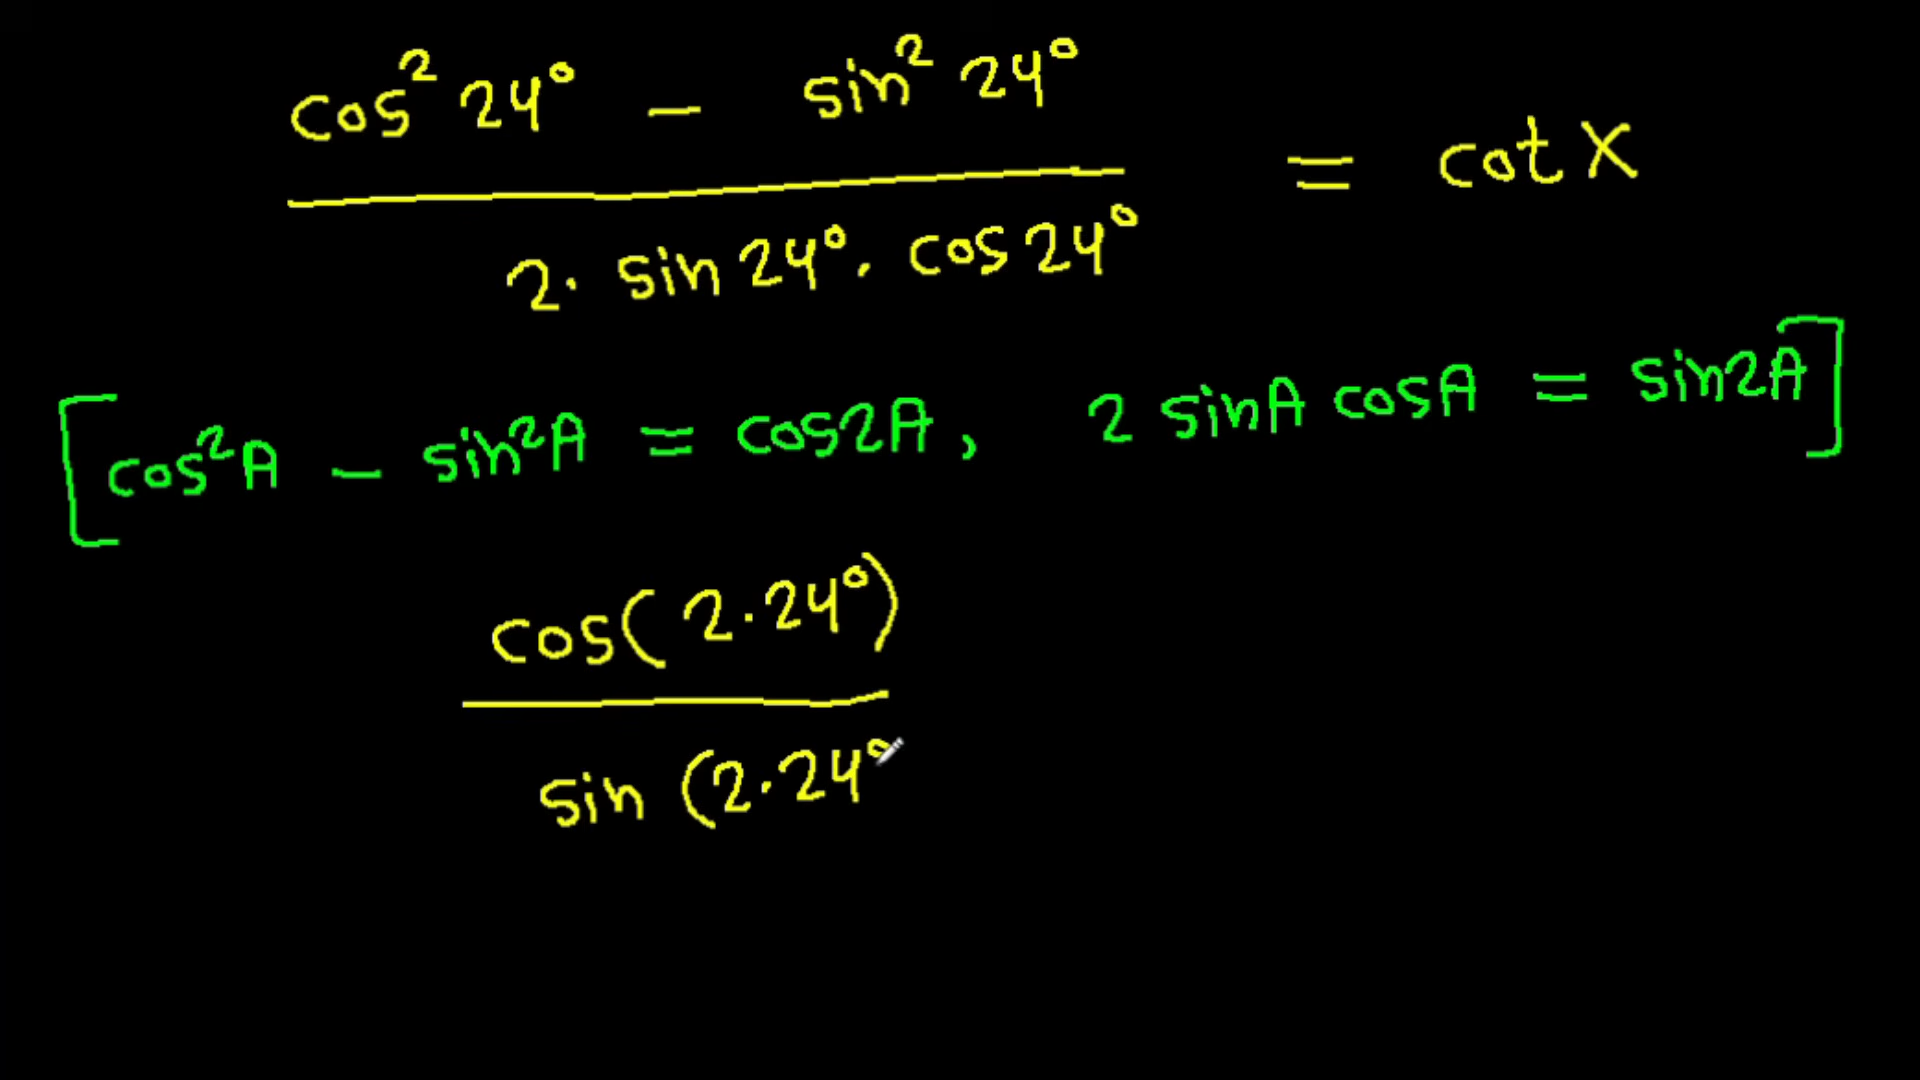 cos² 24° − sin² 24°
= cot X
2. sin 24°. cos 24°
[cos²A − sin²A = cos2A, 2 sinA cosA = sin2A]
cos(2.24°)
sin (2.24°